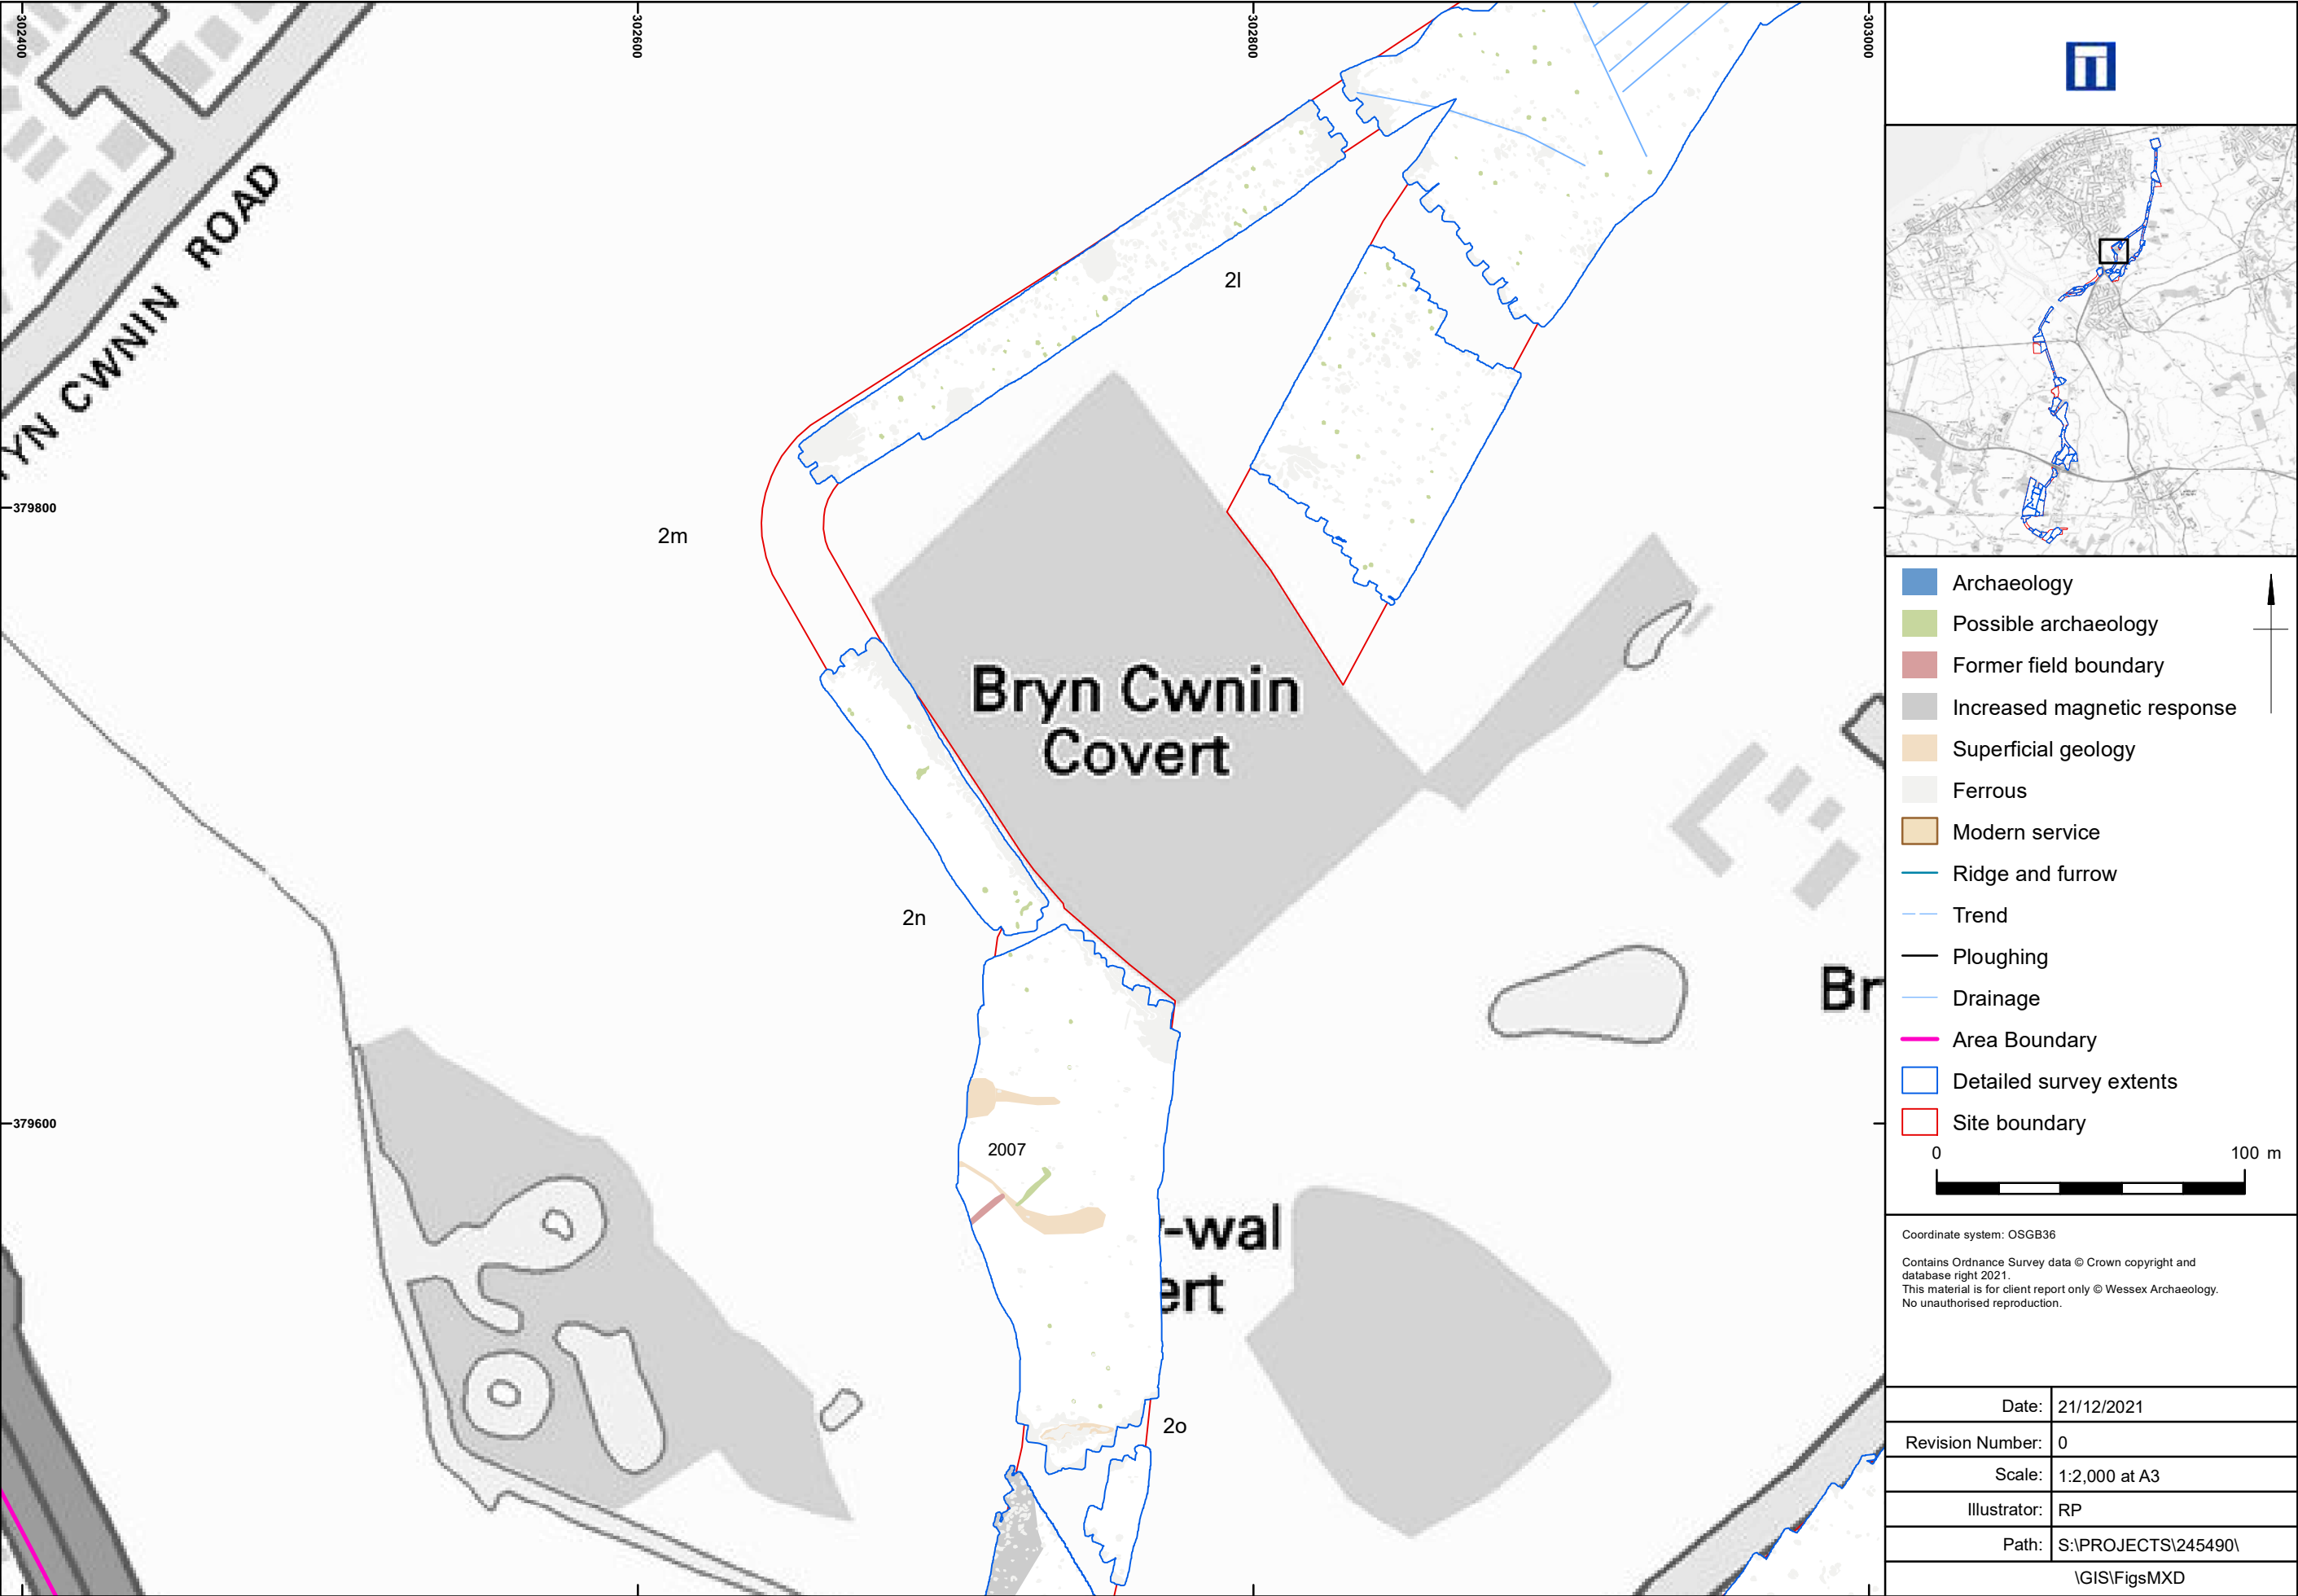 302400
302600
302800
303000
TYN CWNIN ROAD
2l
379800
2m
Bryn Cwnin
Covert
2n
Br
379600
2007
-wal
ert
2o
Archaeology
Possible archaeology
Former field boundary
Increased magnetic response
Superficial geology
Ferrous
Modern service
Ridge and furrow
Trend
Ploughing
Drainage
Area Boundary
Detailed survey extents
Site boundary
0 100 m
Coordinate system: OSGB36
Contains Ordnance Survey data © Crown copyright and
database right 2021.
This material is for client report only © Wessex Archaeology.
No unauthorised reproduction.
Date: 21/12/2021
Revision Number: 0
Scale: 1:2,000 at A3
Illustrator: RP
Path: S:\PROJECTS\245490\
\GIS\FigsMXD